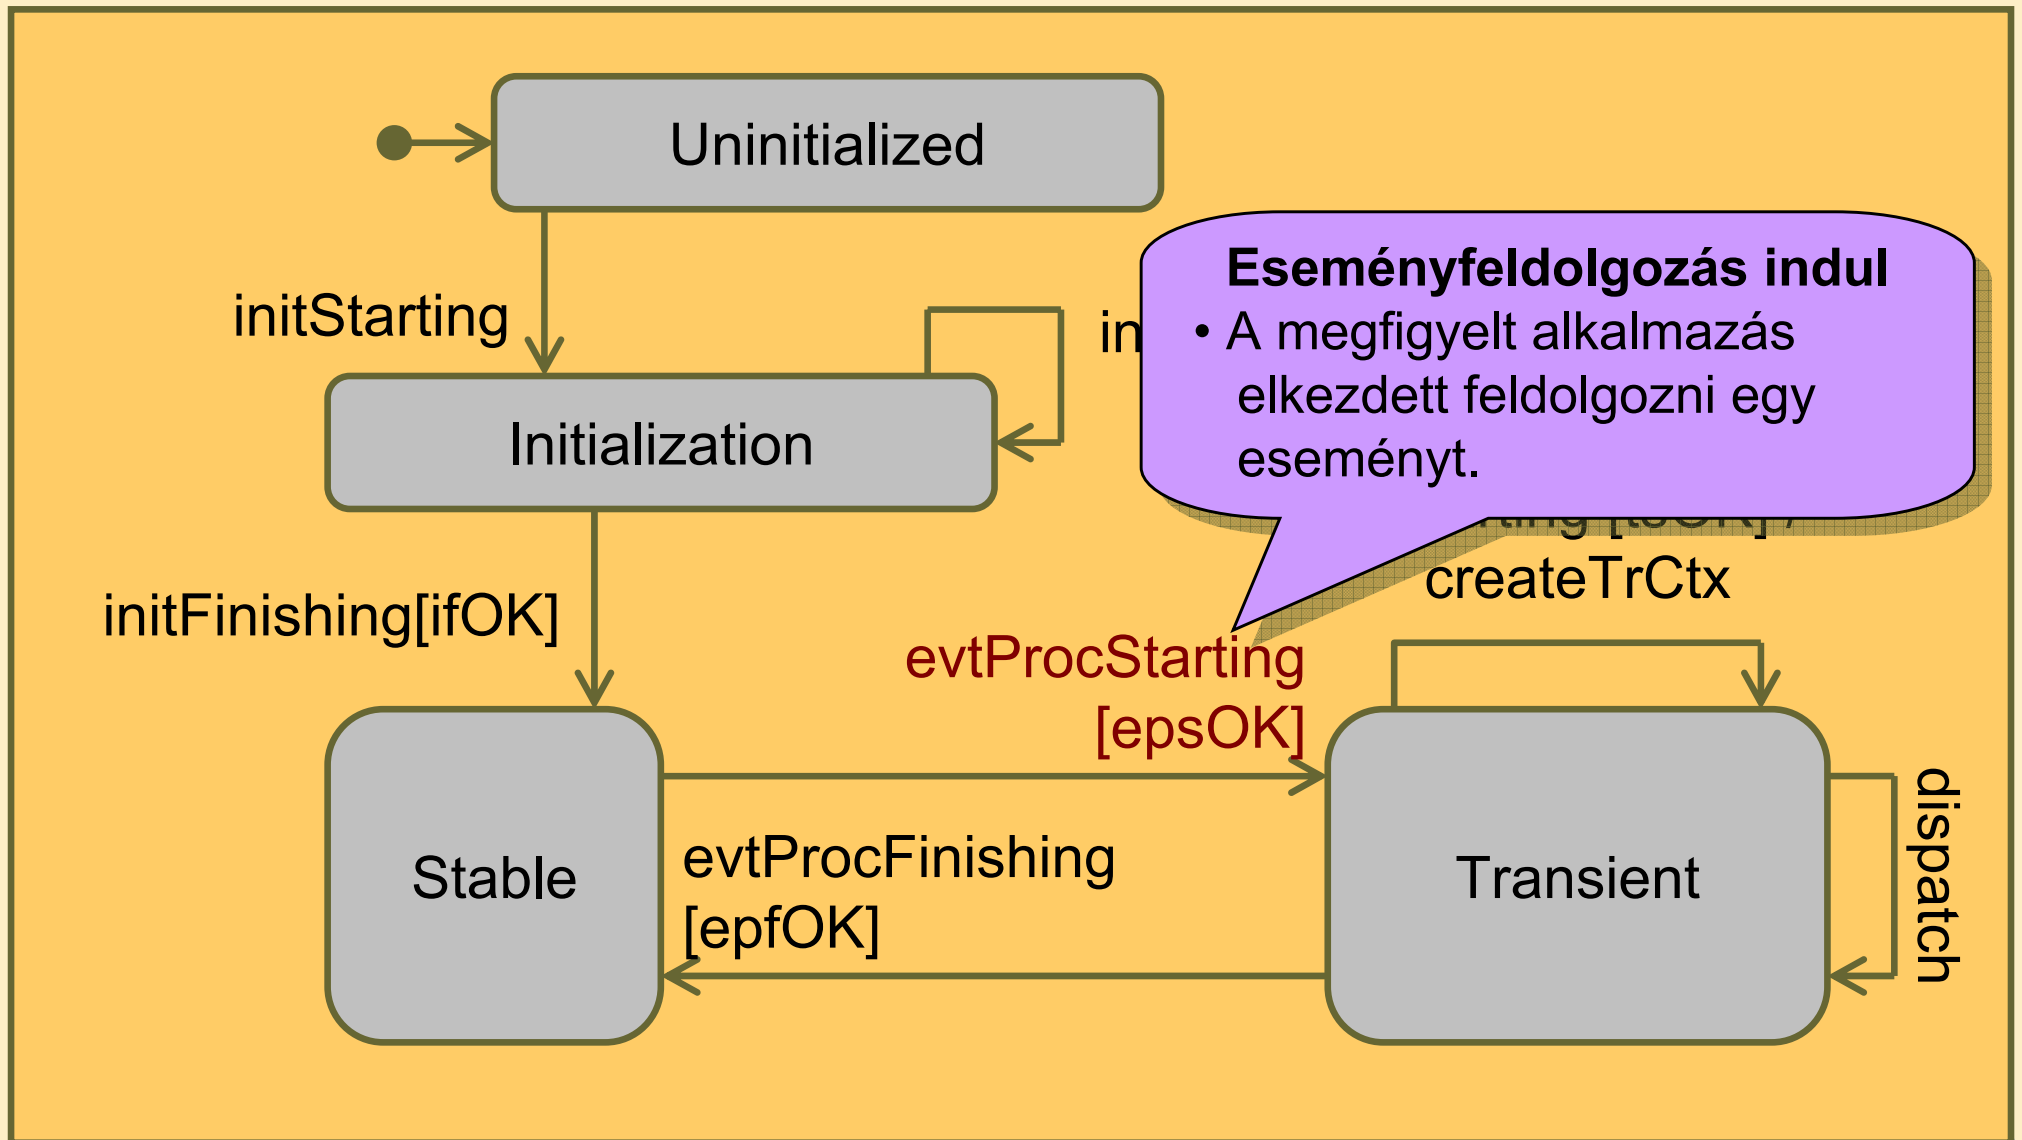 Uninitialized
initStarting
Eseményfeldolgozás indul
• A megfigyelt alkalmazás
elkezdett feldolgozni egy
eseményt.
Initialization
[tsOK] /
createTrCtx
initFinishing[ifOK]
evtProcStarting
[epsOK]
Stable
evtProcFinishing
[epfOK]
Transient
dispatch